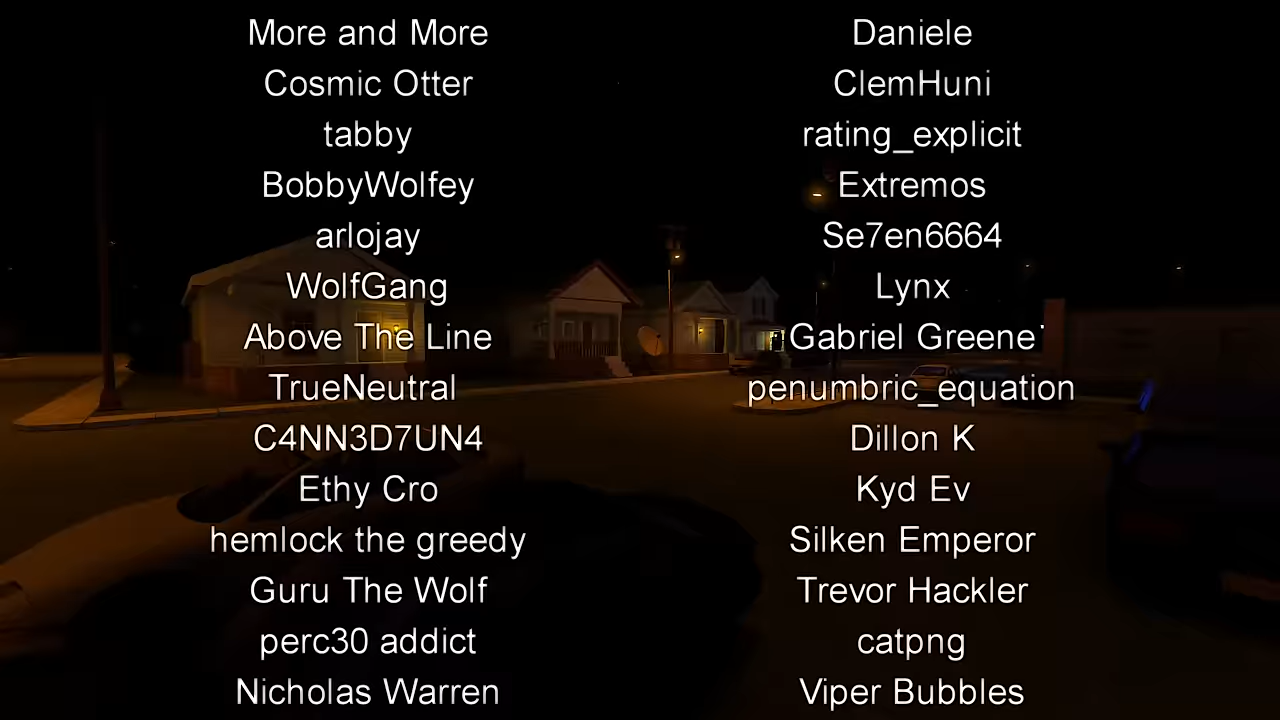 More and More
Cosmic Otter
tabby
BobbyWolfey
arlojay
WolfGang
Above The Line
TrueNeutral
C4NN3D7UN4
Ethy Cro
hemlock the greedy
Guru The Wolf
perc30 addict
Nicholas Warren
Daniele
ClemHuni
rating_explicit
Extremos
Se7en6664
Lynx
Gabriel Greene
penumbric_equation
Dillon K
Kyd Ev
Silken Emperor
Trevor Hackler
catpng
Viper Bubbles